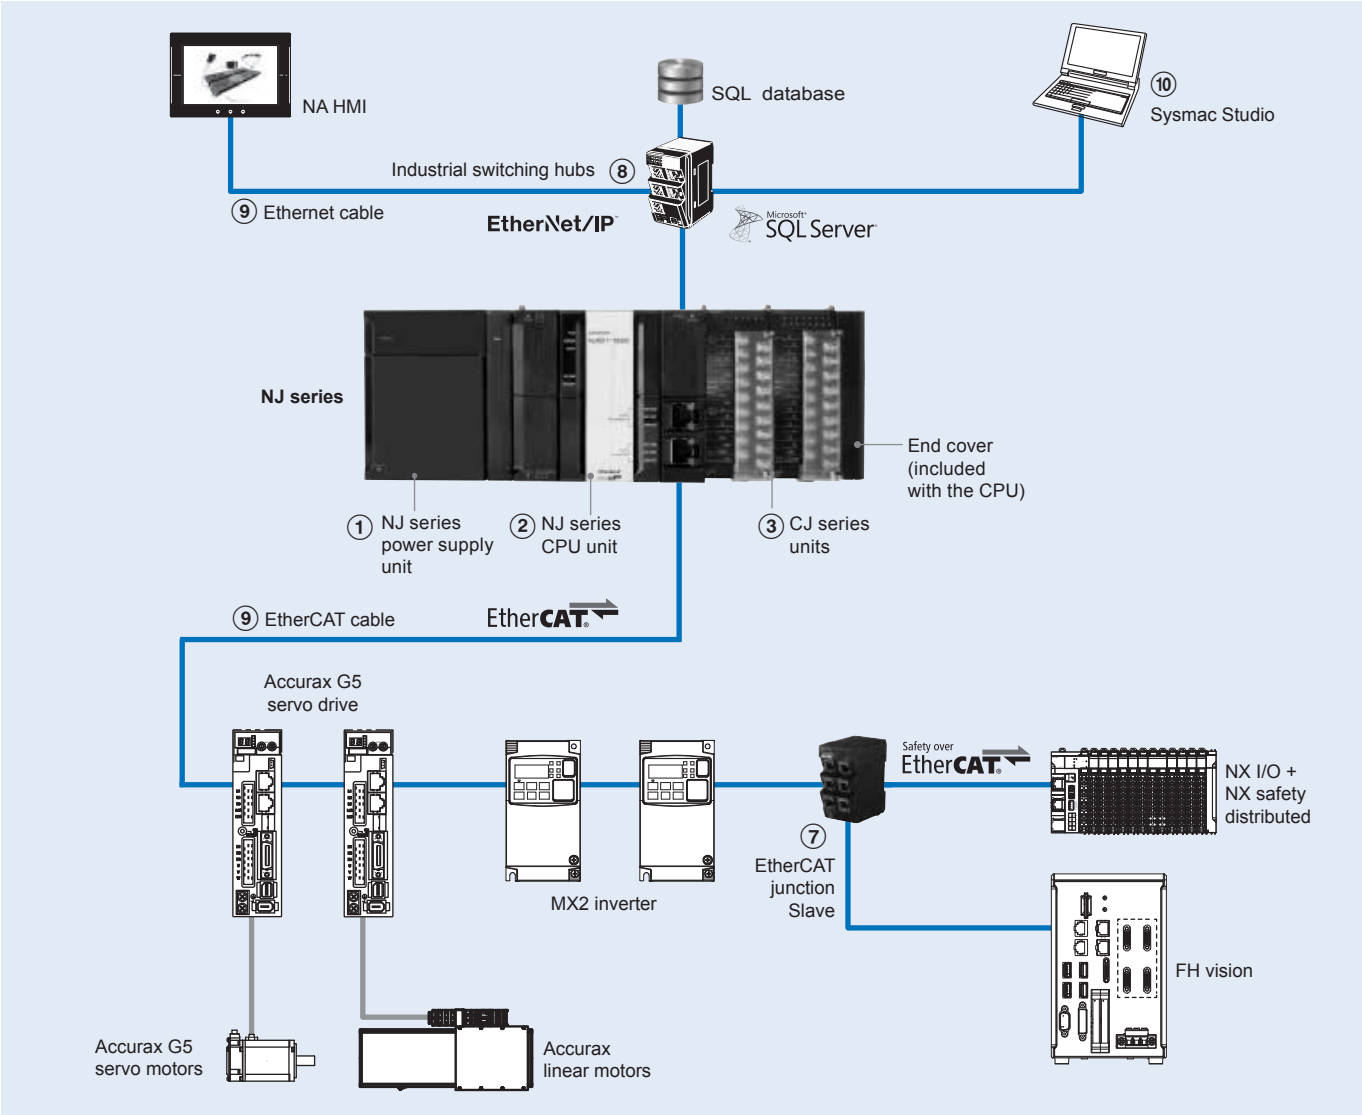 NA HMI
SQL database
⑩
Sysmac Studio
Industrial switching hubs ⑧
⑨ Ethernet cable
EtherNet/IP™
Microsoft®
SQL Server®
NJ series
End cover
(included
with the CPU)
① NJ series
power supply
unit
② NJ series
CPU unit
③ CJ series
units
⑨ EtherCAT cable
EtherCAT®
Accurax G5
servo drive
Safety over
EtherCAT®
NX I/O +
NX safety
distributed
⑦
EtherCAT
junction
Slave
MX2 inverter
FH vision
Accurax G5
servo motors
Accurax
linear motors